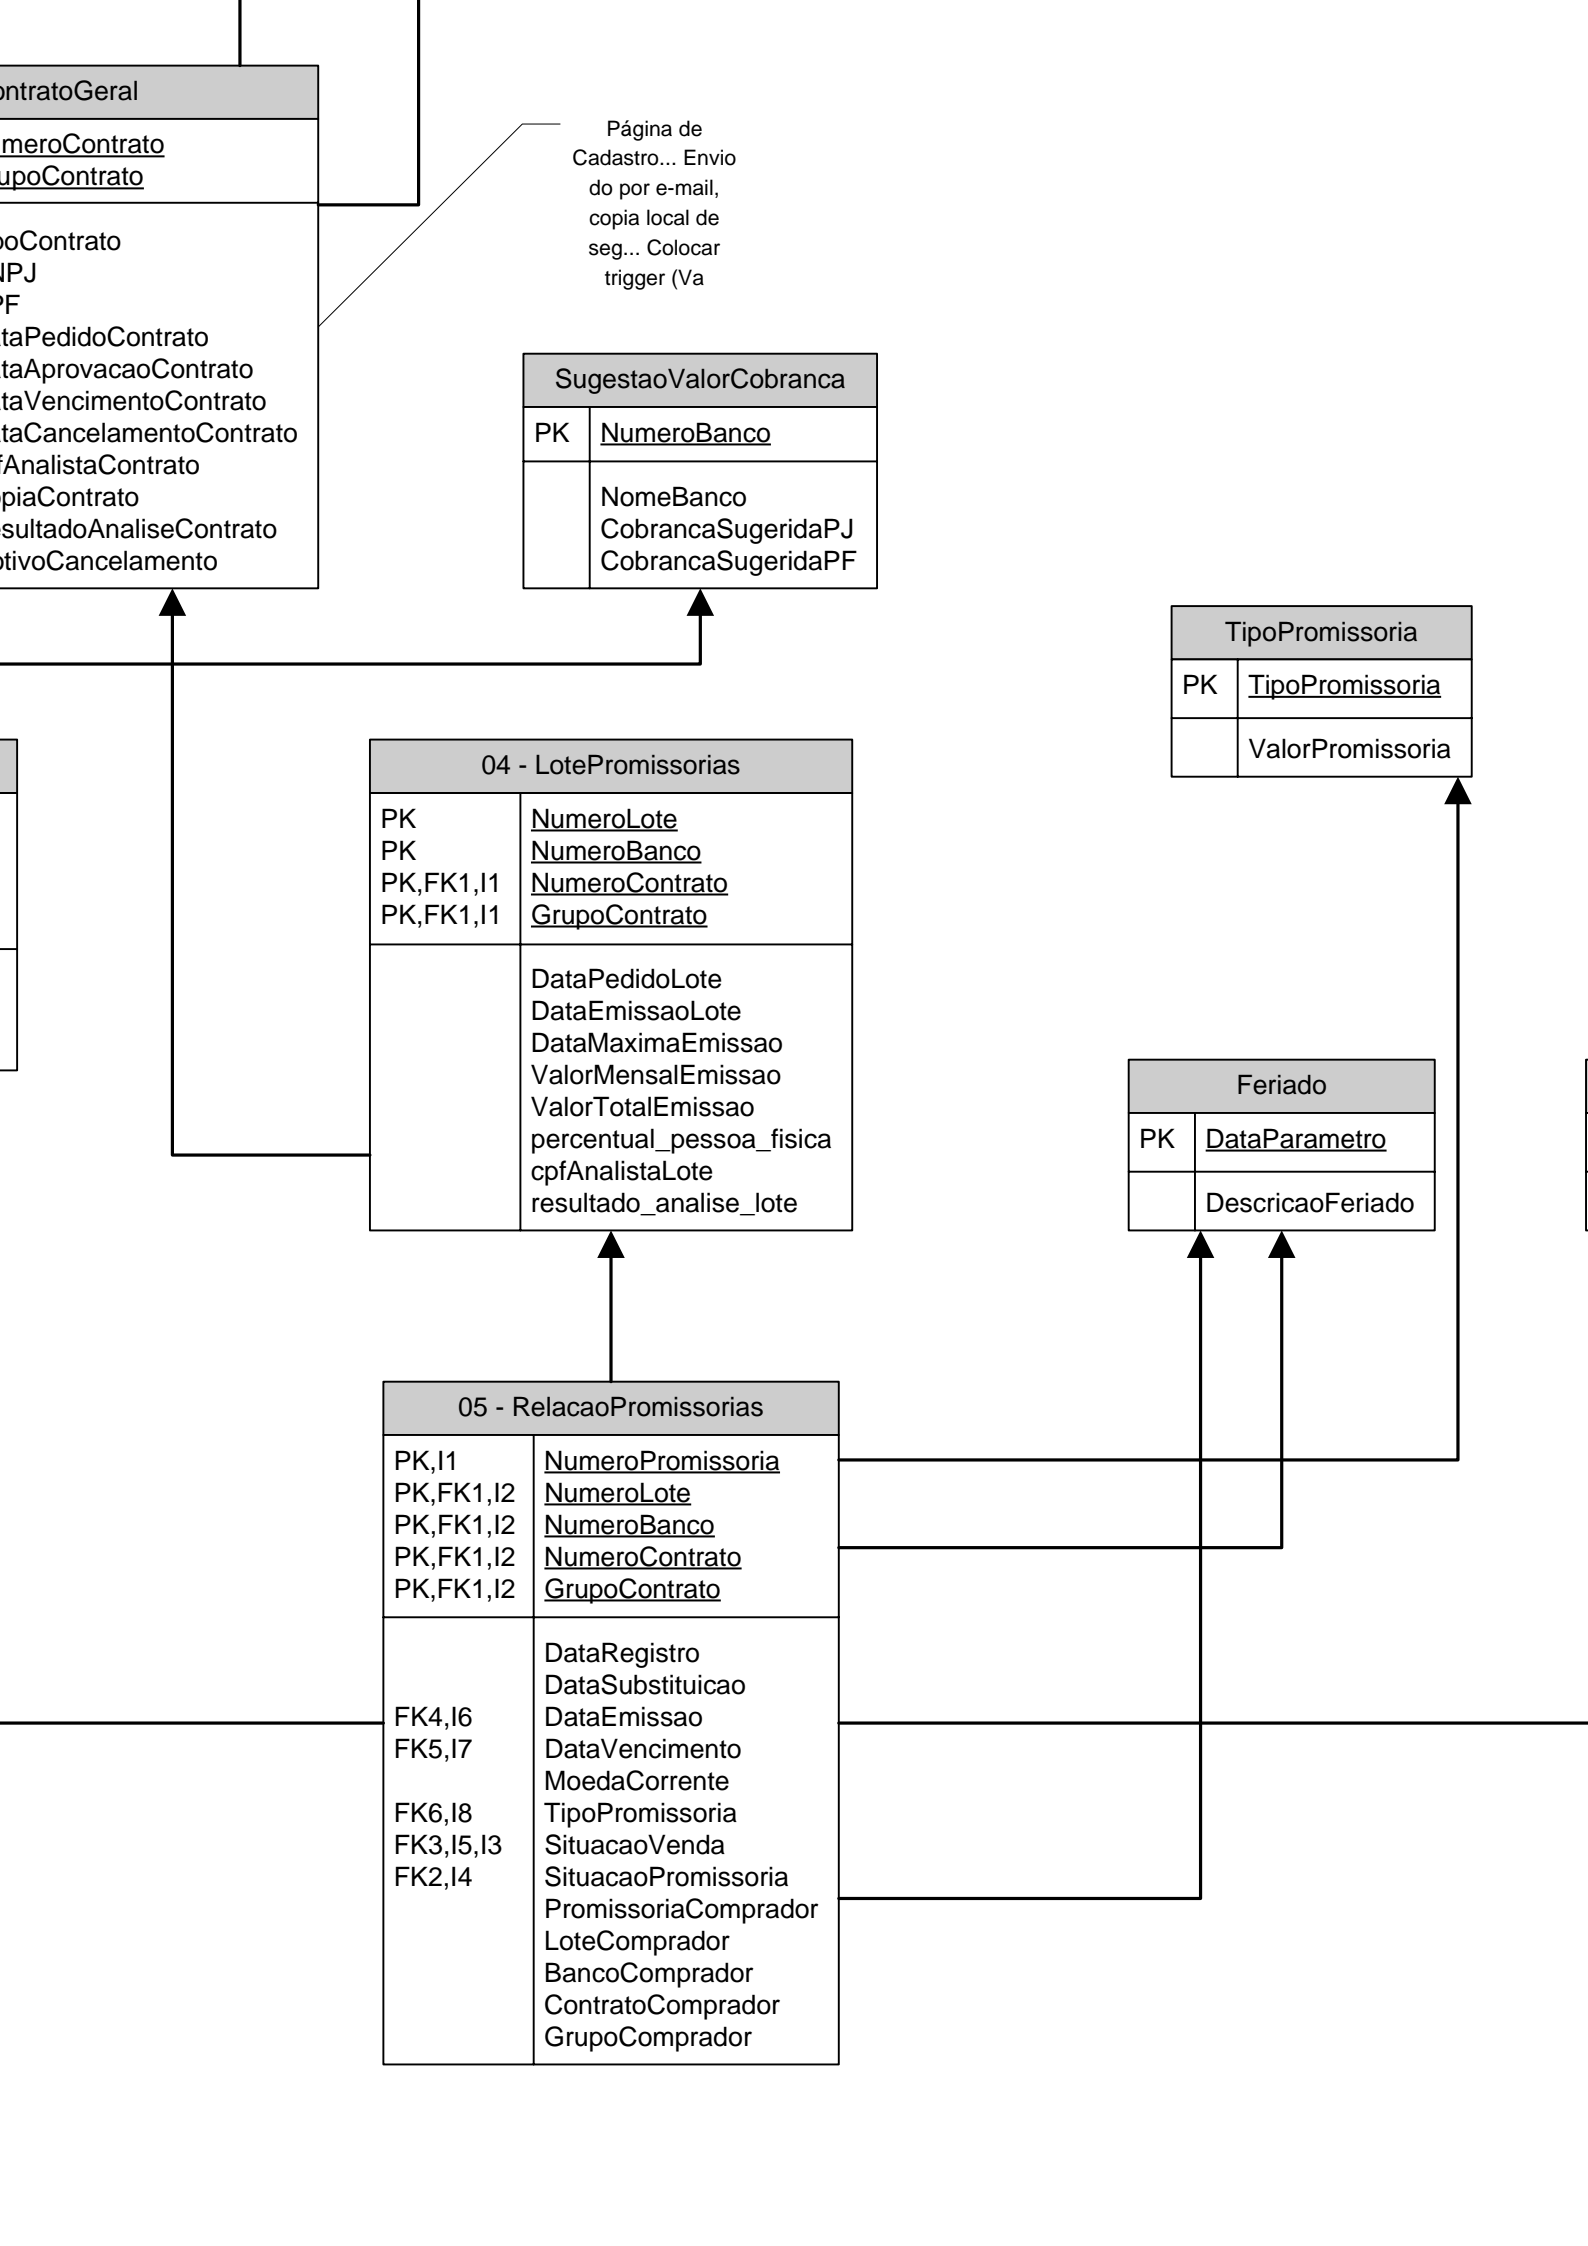 ontratoGeral
meroContrato
upoContrato
oContrato
NPJ
PF
taPedidoContrato
taAprovacaoContrato
taVencimentoContrato
taCancelamentoContrato
fAnalistaContrato
piaContrato
esultadoAnaliseContrato
otivoCancelamento
Página de
Cadastro... Envio
do por e-mail,
copia local de
seg... Colocar
trigger (Va
SugestaoValorCobranca
PK NumeroBanco
NomeBanco
CobrancaSugeridaPJ
CobrancaSugeridaPF
TipoPromissoria
PK TipoPromissoria
ValorPromissoria
04 - LotePromissorias
PK NumeroLote
PK NumeroBanco
PK,FK1,I1 NumeroContrato
PK,FK1,I1 GrupoContrato
DataPedidoLote
DataEmissaoLote
DataMaximaEmissao
ValorMensalEmissao
ValorTotalEmissao
percentual_pessoa_fisica
cpfAnalistaLote
resultado_analise_lote
Feriado
PK DataParametro
DescricaoFeriado
05 - RelacaoPromissorias
PK,I1 NumeroPromissoria
PK,FK1,I2 NumeroLote
PK,FK1,I2 NumeroBanco
PK,FK1,I2 NumeroContrato
PK,FK1,I2 GrupoContrato
DataRegistro
DataSubstituicao
FK4,I6 DataEmissao
FK5,I7 DataVencimento
MoedaCorrente
FK6,I8 TipoPromissoria
FK3,I5,I3 SituacaoVenda
FK2,I4 SituacaoPromissoria
PromissoriaComprador
LoteComprador
BancoComprador
ContratoComprador
GrupoComprador